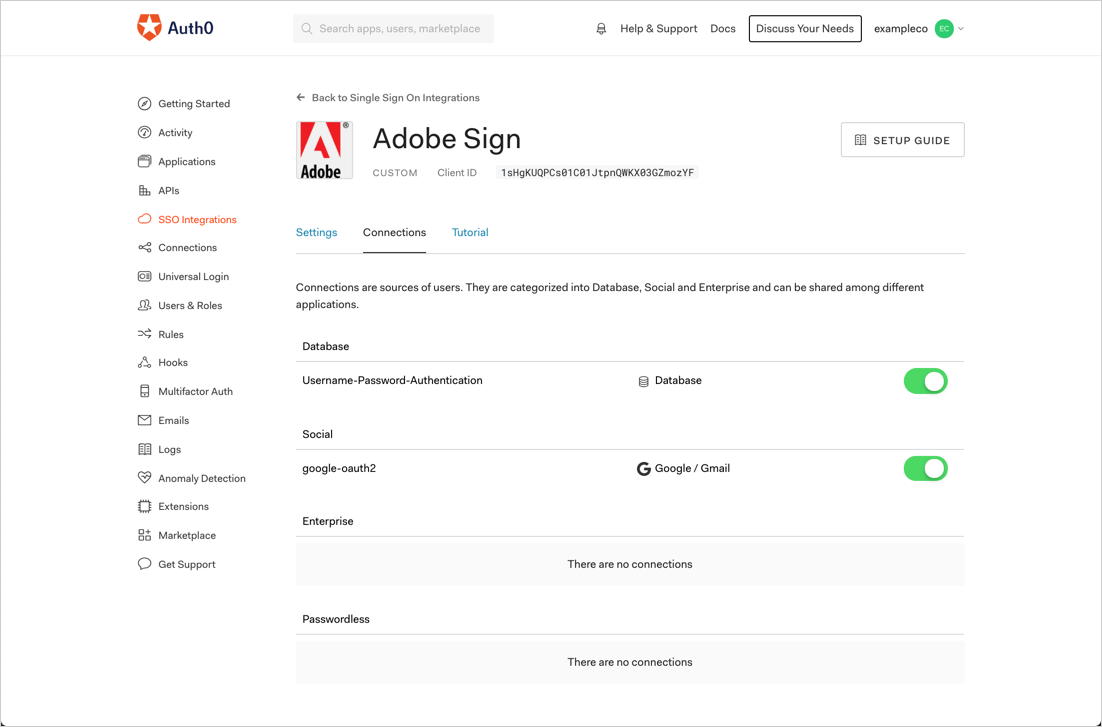 Auth0
Search apps, users, marketplace
Help & Support
Docs
Discuss Your Needs
exampleco
EC
Getting Started
Activity
Applications
APIs
SSO Integrations
Connections
Universal Login
Users & Roles
Rules
Hooks
Multifactor Auth
Emails
Logs
Anomaly Detection
Extensions
Marketplace
Get Support
Back to Single Sign On Integrations
Adobe
®
Adobe Sign
CUSTOM
Client ID
1sHgKUQPCs01C01JtpnQWKX03GZmozYF
SETUP GUIDE
Settings
Connections
Tutorial
Connections are sources of users. They are categorized into Database, Social and Enterprise and can be shared among different
applications.
Database
Username-Password-Authentication
Database
Social
google-oauth2
Google / Gmail
Enterprise
There are no connections
Passwordless
There are no connections